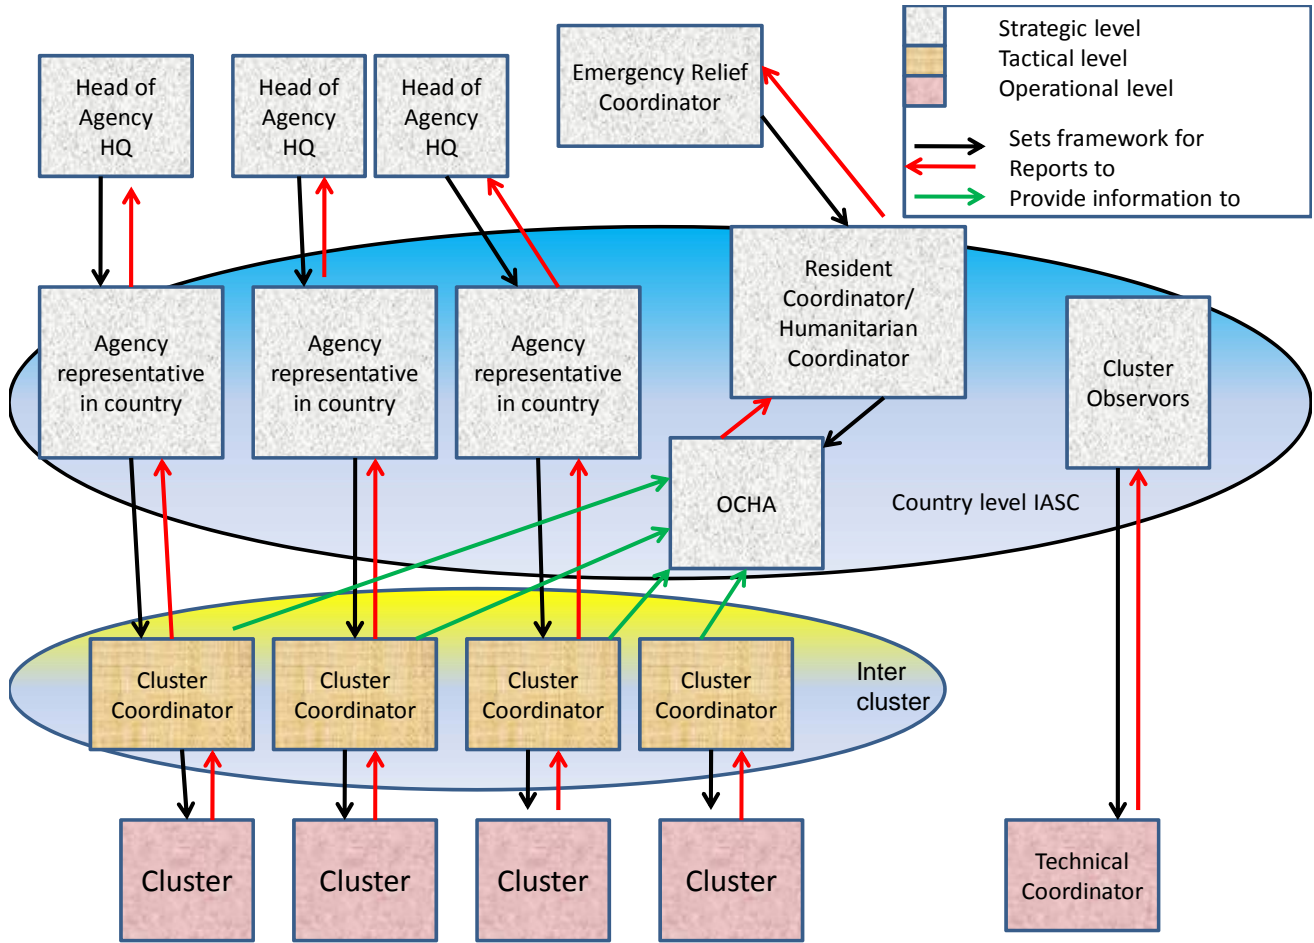 Head of
Agency
HQ
Head of
Agency
HQ
Head of
Agency
HQ
Emergency Relief
Coordinator
Strategic level
Tactical level
Operational level
Sets framework for
Reports to
Provide information to
Agency
representative
in country
Agency
representative
in country
Agency
representative
in country
Resident
Coordinator/
Humanitarian
Coordinator
Cluster
Observors
OCHA
Country level IASC
Cluster
Coordinator
Cluster
Coordinator
Cluster
Coordinator
Cluster
Coordinator
Inter
cluster
Cluster
Cluster
Cluster
Cluster
Technical
Coordinator